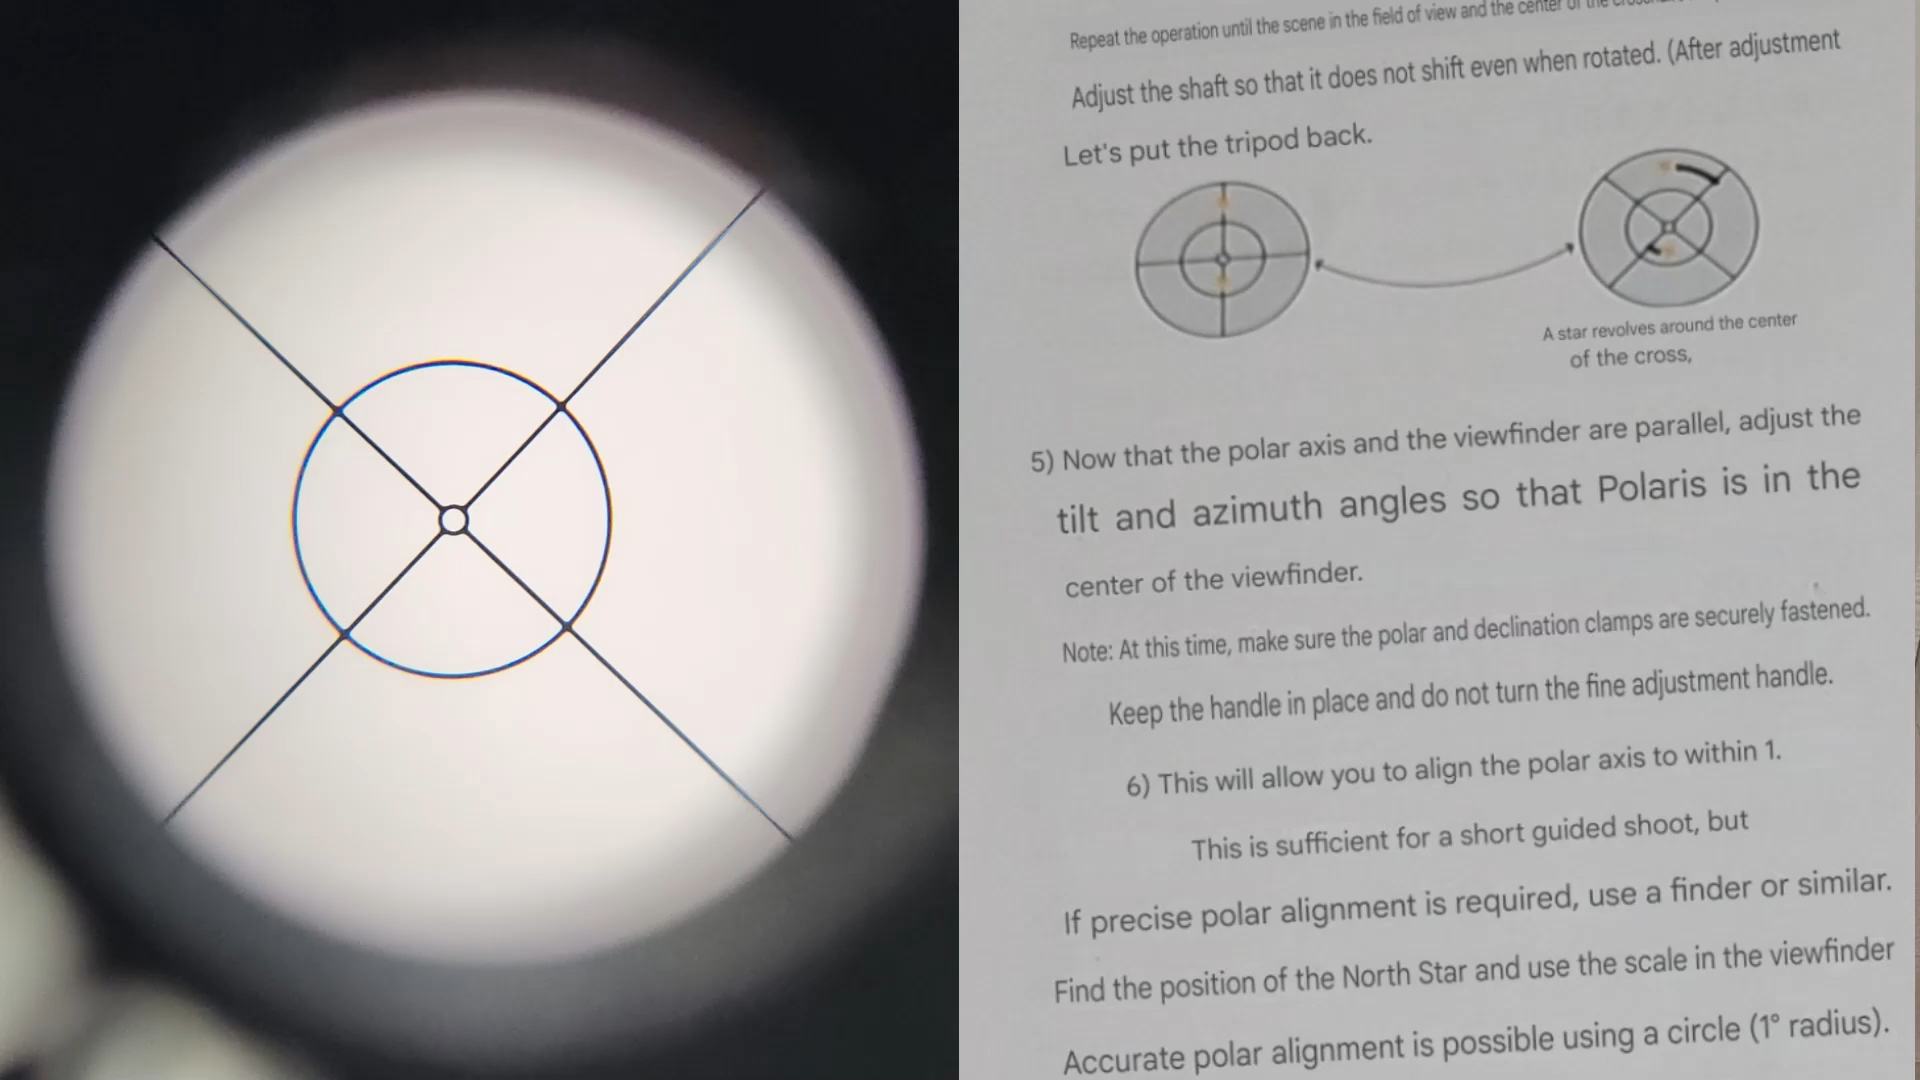 Repeat the operation until the scene in the field of view and the center of the
Adjust the shaft so that it does not shift even when rotated. (After adjustment
Let's put the tripod back.
A star revolves around the center
of the cross,
5) Now that the polar axis and the viewfinder are parallel, adjust the
tilt and azimuth angles so that Polaris is in the
center of the viewfinder.
Note: At this time, make sure the polar and declination clamps are securely fastened.
Keep the handle in place and do not turn the fine adjustment handle.
6) This will allow you to align the polar axis to within 1.
This is sufficient for a short guided shoot, but
If precise polar alignment is required, use a finder or similar.
Find the position of the North Star and use the scale in the viewfinder
Accurate polar alignment is possible using a circle (1° radius).